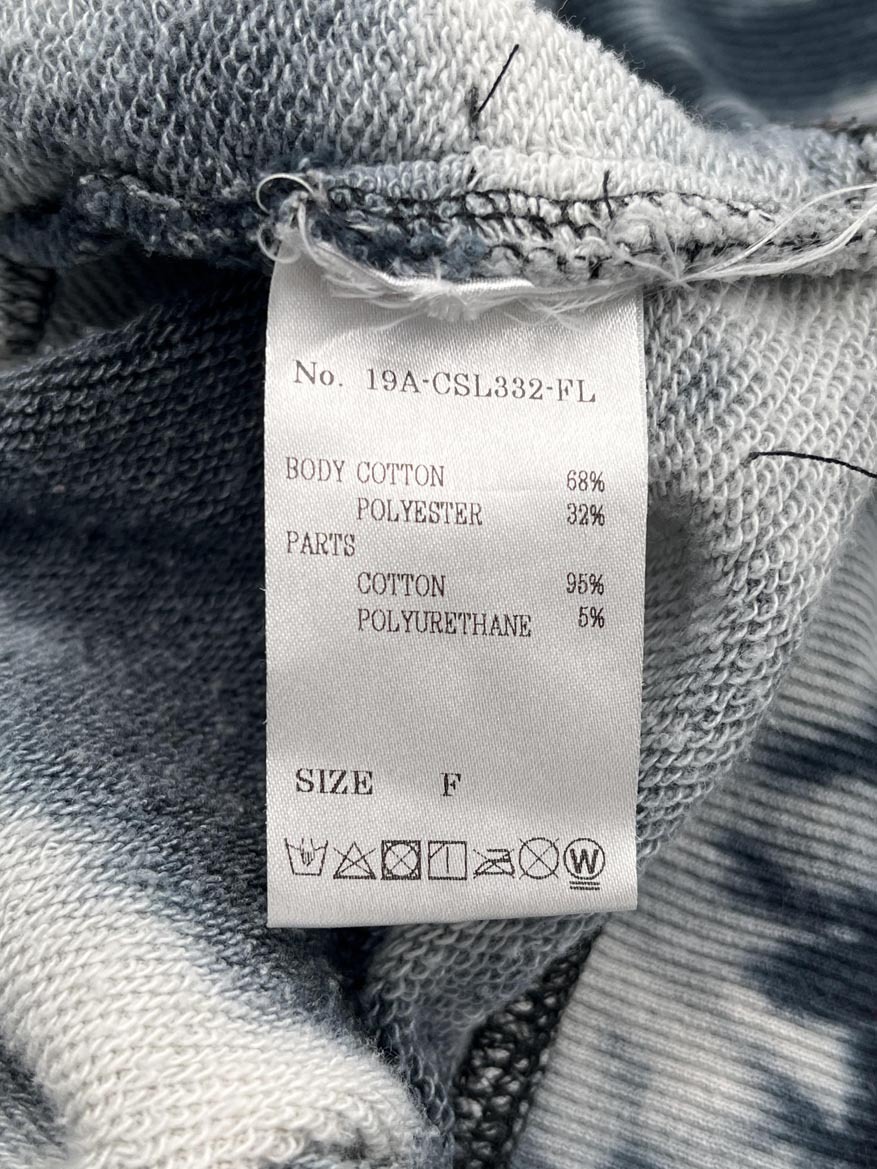 No. 19A-CSL332-FL
BODY COTTON 68%
POLYESTER 32%
PARTS
COTTON 95%
POLYURETHANE 5%
SIZE F
W